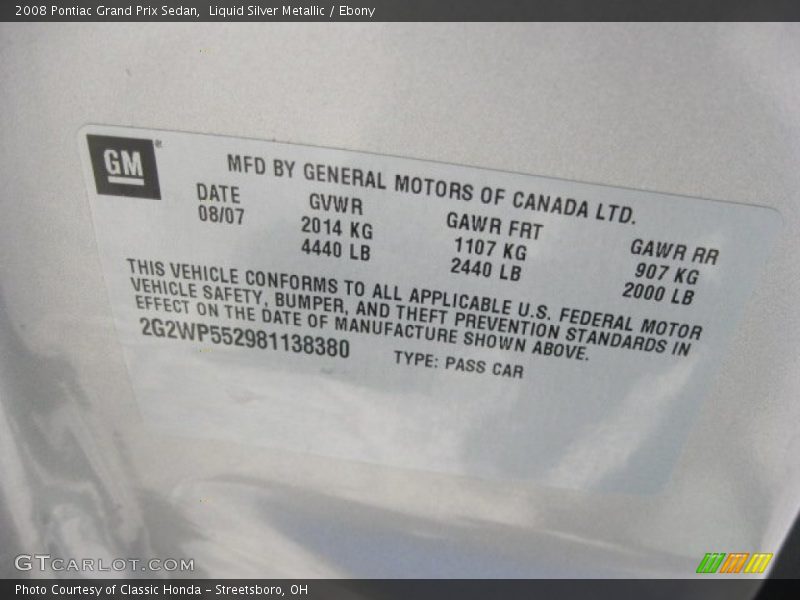 2008 Pontiac Grand Prix Sedan,  Liquid Silver Metallic / Ebony
GM®
MFD BY GENERAL MOTORS OF CANADA LTD.
DATE GVWR GAWR FRT GAWR RR
08/07 2014 KG 1107 KG 907 KG
4440 LB 2440 LB 2000 LB
THIS VEHICLE CONFORMS TO ALL APPLICABLE U.S. FEDERAL MOTOR
VEHICLE SAFETY, BUMPER, AND THEFT PREVENTION STANDARDS IN
EFFECT ON THE DATE OF MANUFACTURE SHOWN ABOVE.
2G2WP552981138380 TYPE: PASS CAR
GTCARLOT.COM
Photo Courtesy of Classic Honda - Streetsboro, OH